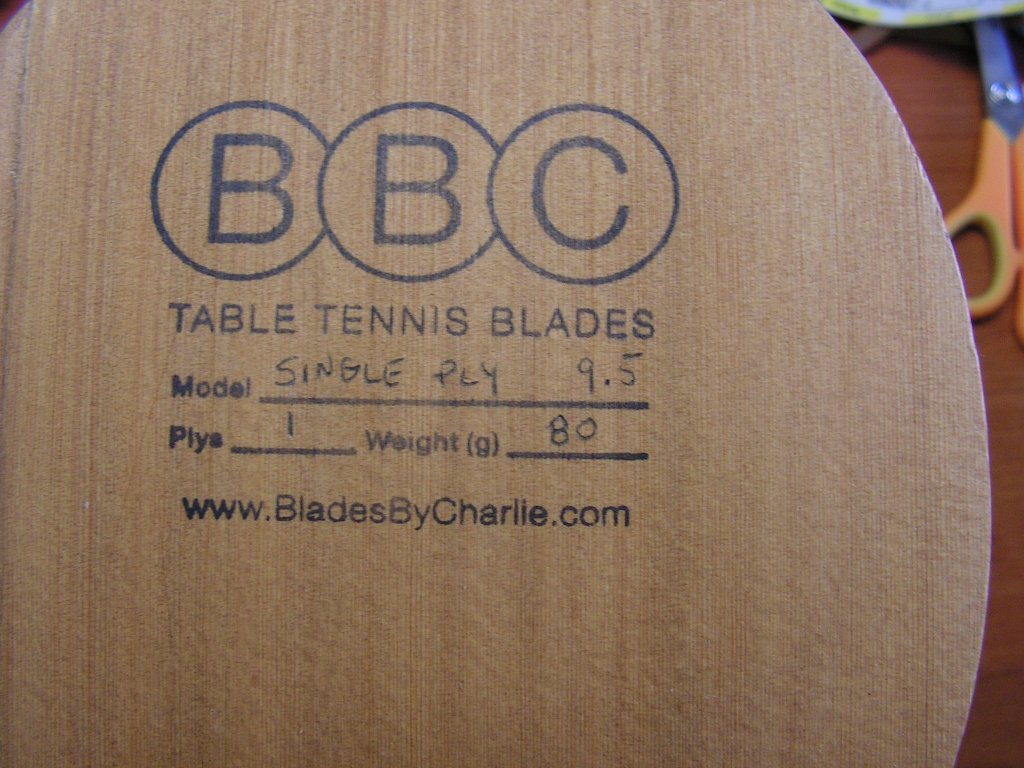 BBC
TABLE TENNIS BLADES
Model SINGLE PLY 9.5
Plys 1 Weight (g) 80
www.BladesByCharlie.com